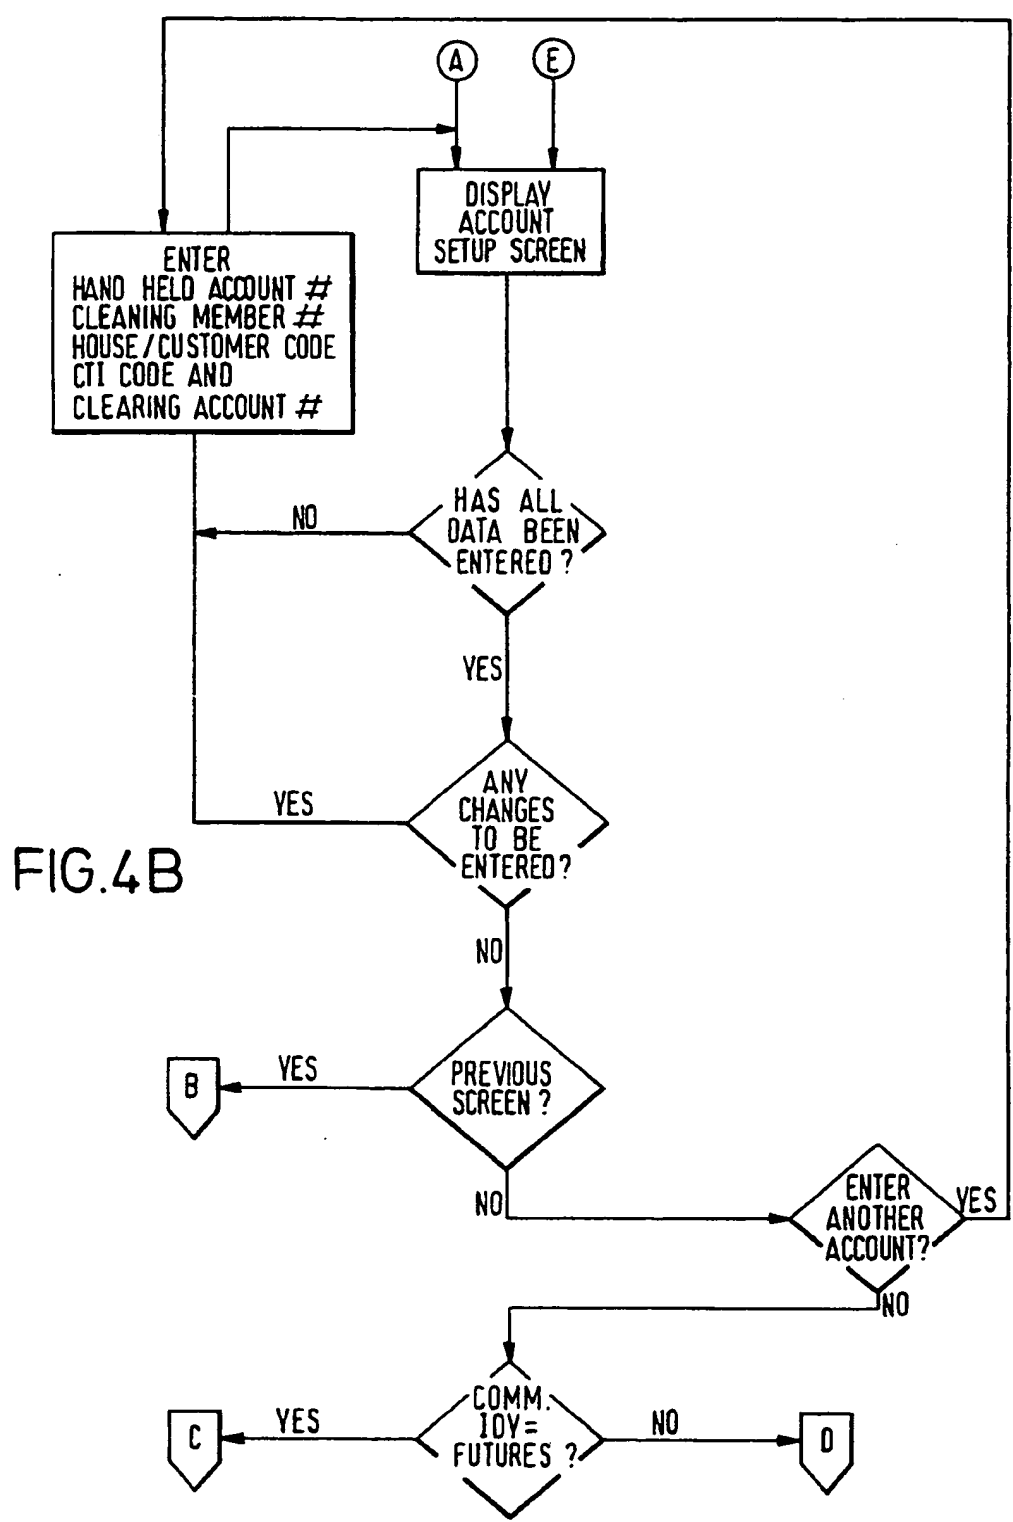 A
E
DISPLAY
ACCOUNT
SETUP SCREEN
ENTER
HAND HELD ACCOUNT #
CLEANING MEMBER #
HOUSE/CUSTOMER CODE
CTI CODE AND
CLEARING ACCOUNT #
HAS ALL
DATA BEEN
ENTERED?
NO
YES
ANY
CHANGES
TO BE
ENTERED?
YES
FIG.4B
NO
PREVIOUS
SCREEN?
YES
B
NO
ENTER
ANOTHER
ACCOUNT?
YES
NO
COMM.
IDY=
FUTURES ?
YES
C
NO
D